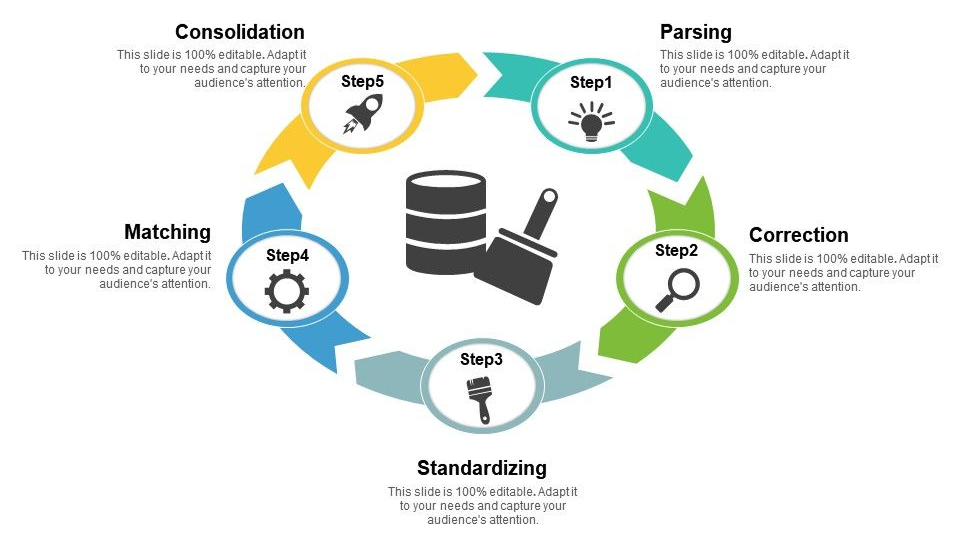 Consolidation
This slide is 100% editable. Adapt it
to your needs and capture your
audience's attention.
Parsing
This slide is 100% editable. Adapt it
to your needs and capture your
audience's attention.
Step5
Step1
Matching
This slide is 100% editable. Adapt it
to your needs and capture your
audience's attention.
Step4
Step2
Correction
This slide is 100% editable. Adapt it
to your needs and capture your
audience's attention.
Step3
Standardizing
This slide is 100% editable. Adapt it
to your needs and capture your
audience's attention.